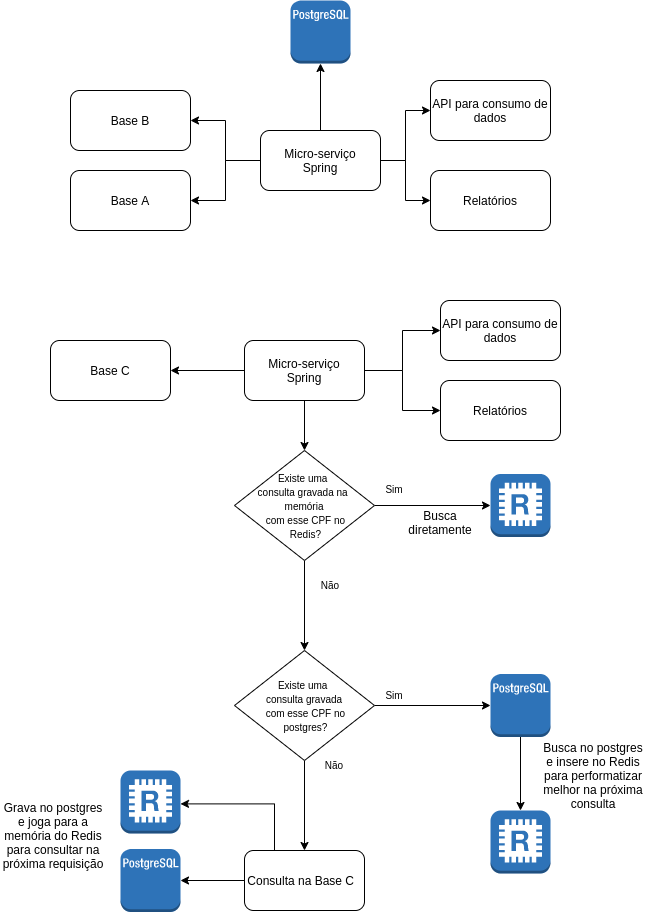 PostgreSQL
Base B
Base A
Micro-serviço
Spring
API para consumo de
dados
Relatórios
Base C
Micro-serviço
Spring
API para consumo de
dados
Relatórios
Existe uma
consulta gravada na
memória
com esse CPF no
Redis?
Sim
Busca
diretamente
R
Não
Existe uma
consulta gravada
com esse CPF no
postgres?
Sim
PostgreSQL
Busca no postgres
e insere no Redis
para performatizar
melhor na próxima
consulta
R
Não
Grava no postgres
e joga para a
memória do Redis
para consultar na
próxima requisição
R
PostgreSQL
Consulta na Base C